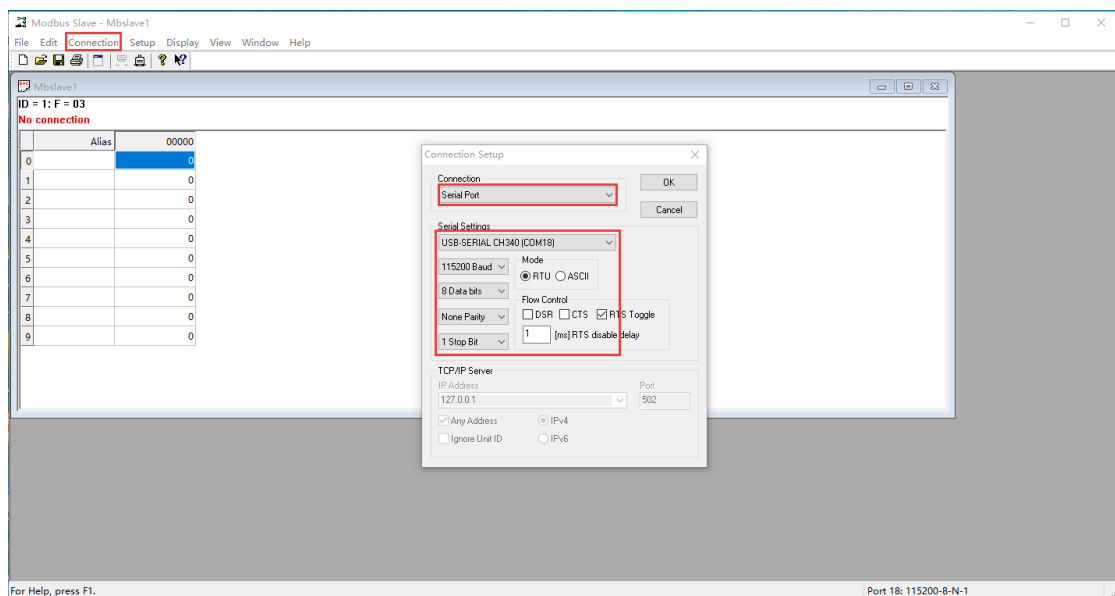 Modbus Slave - Mbslave1
File Edit Connection Setup Display View Window Help
Mbslave1
ID = 1: F = 03
No connection
Alias 00000
0 0
1 0
2 0
3 0
4 0
5 0
6 0
7 0
8 0
9 0
Connection Setup
Connection
Serial Port
OK
Cancel
Serial Settings
USB-SERIAL CH340 (COM18)
115200 Baud
Mode
RTU ASCII
8 Data bits
Flow Control
None Parity
DSR CTS RTS Toggle
1 [ms] RTS disable delay
1 Stop Bit
TCP/IP Server
IP Address Port
127.0.0.1 502
Any Address IPv4
Ignore Unit ID IPv6
For Help, press F1. Port 18: 115200-8-N-1